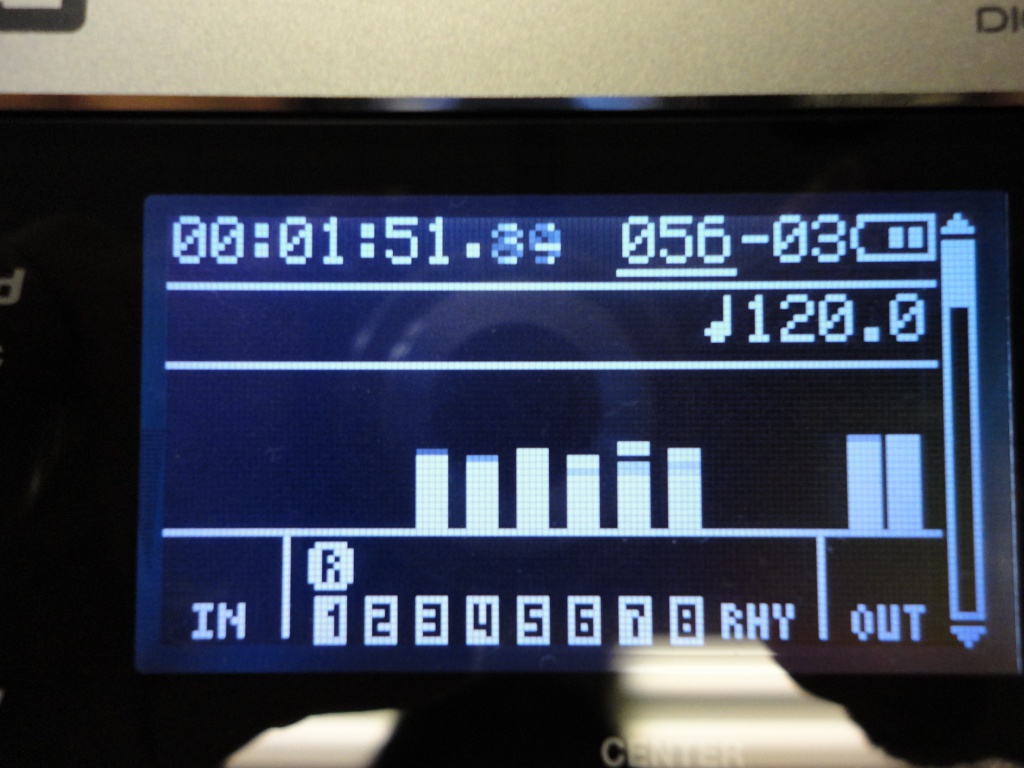 00:01:51. 056-03
♩120.0
R
IN 1 2 3 4 5 6 7 8 RHY OUT
CENTER